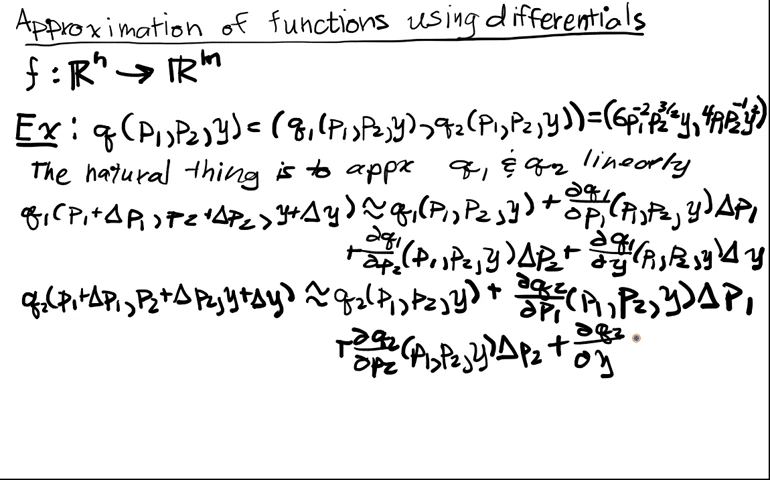 Approximation of functions using differentials
f : ℝⁿ → ℝᵐ
Ex: q(P₁,P₂,y) = (q₁(P₁,P₂,y), q₂(P₁,P₂,y)) = (6P₁⁻²P₂^{3/2}y, 4P₁P₂⁻¹y²)
The natural thing is to appx q₁ & q₂ linearly
q₁(P₁+ΔP₁, P₂+ΔP₂, y+Δy) ≈ q₁(P₁,P₂,y) + ∂q₁/∂P₁(P₁,P₂,y)ΔP₁
+ ∂q₁/∂P₂(P₁,P₂,y)ΔP₂ + ∂q₁/∂y(P₁,P₂,y)Δy
q₂(P₁+ΔP₁, P₂+ΔP₂, y+Δy) ≈ q₂(P₁,P₂,y) + ∂q₂/∂P₁(P₁,P₂,y)ΔP₁
+ ∂q₂/∂P₂(P₁,P₂,y)ΔP₂ + ∂q₂/∂y